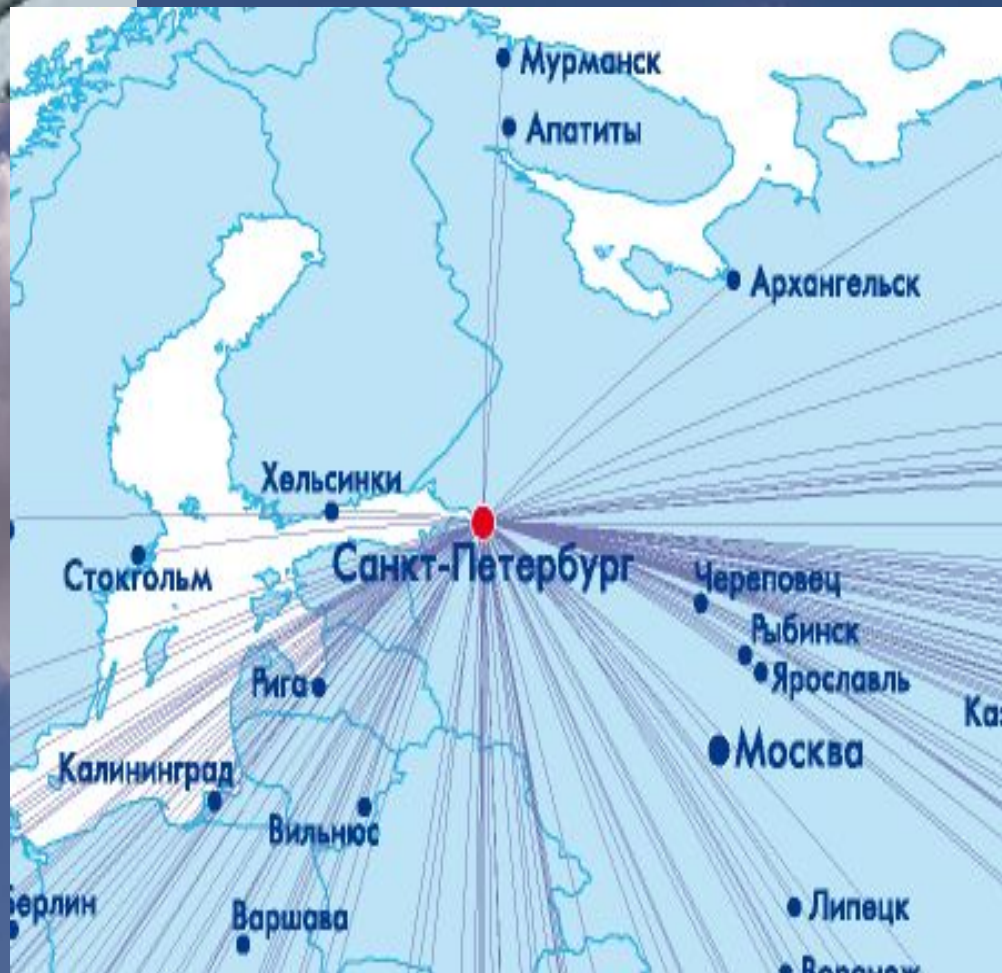 Мурманск
Апатиты
Архангельск
Хельсинки
Санкт-Петербург
Стокгольм
Череповец
Рыбинск
Рига
Ярославль
Москва
Калининград
Вильнюс
Липецк
Варшава